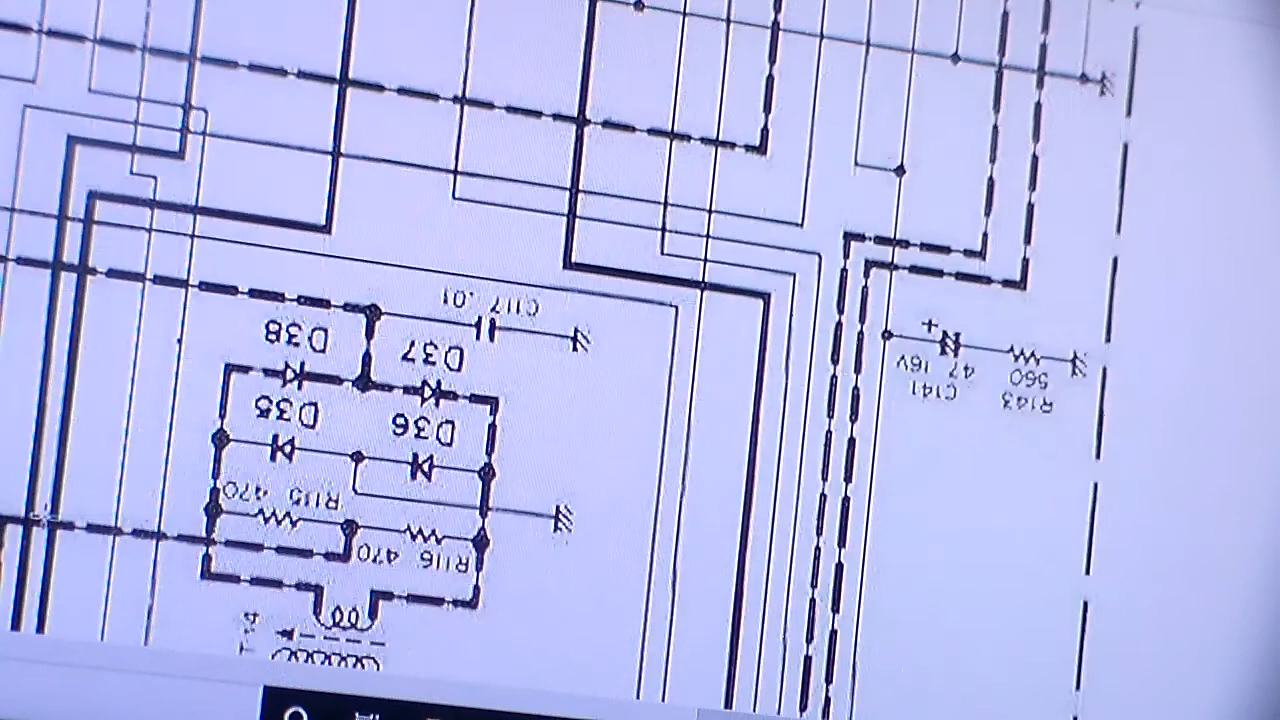 R116 470
R115 470
D36
D35
R143
560
C141
47 16V
+
D37
D38
C117 .01